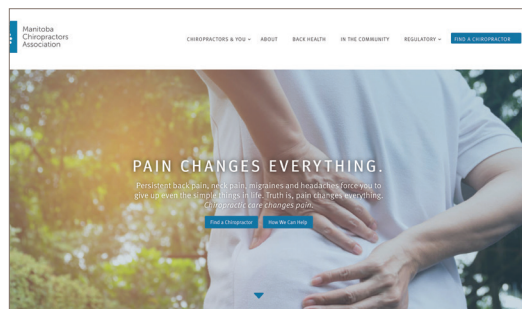 Manitoba
Chiropractors
Association
CHIROPRACTORS & YOU ABOUT BACK HEALTH IN THE COMMUNITY REGULATORY FIND A CHIROPRACTOR
PAIN CHANGES EVERYTHING.
Persistent back pain, neck pain, migraines and headaches force you to
give up even the simple things in life. Truth is, pain changes everything.
Chiropractic care changes pain.
Find a Chiropractor How We Can Help